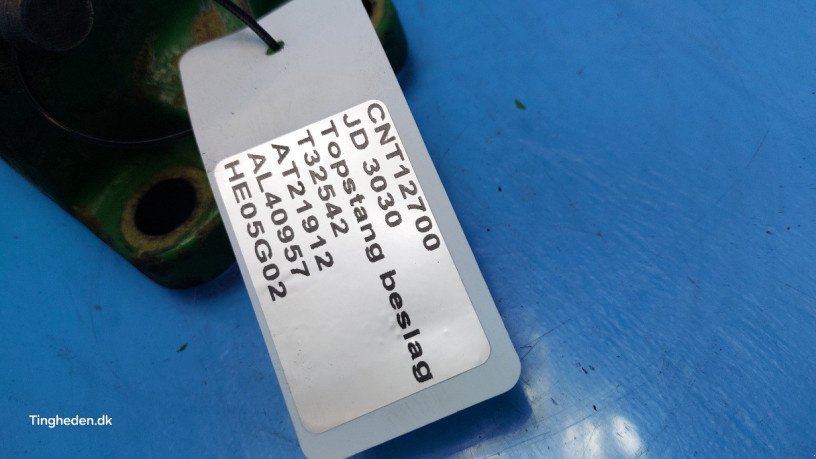 CNT12700
JD 3030
Topstang beslag
T32542
AT21912
AL40957
HE05G02
Tingheden.dk